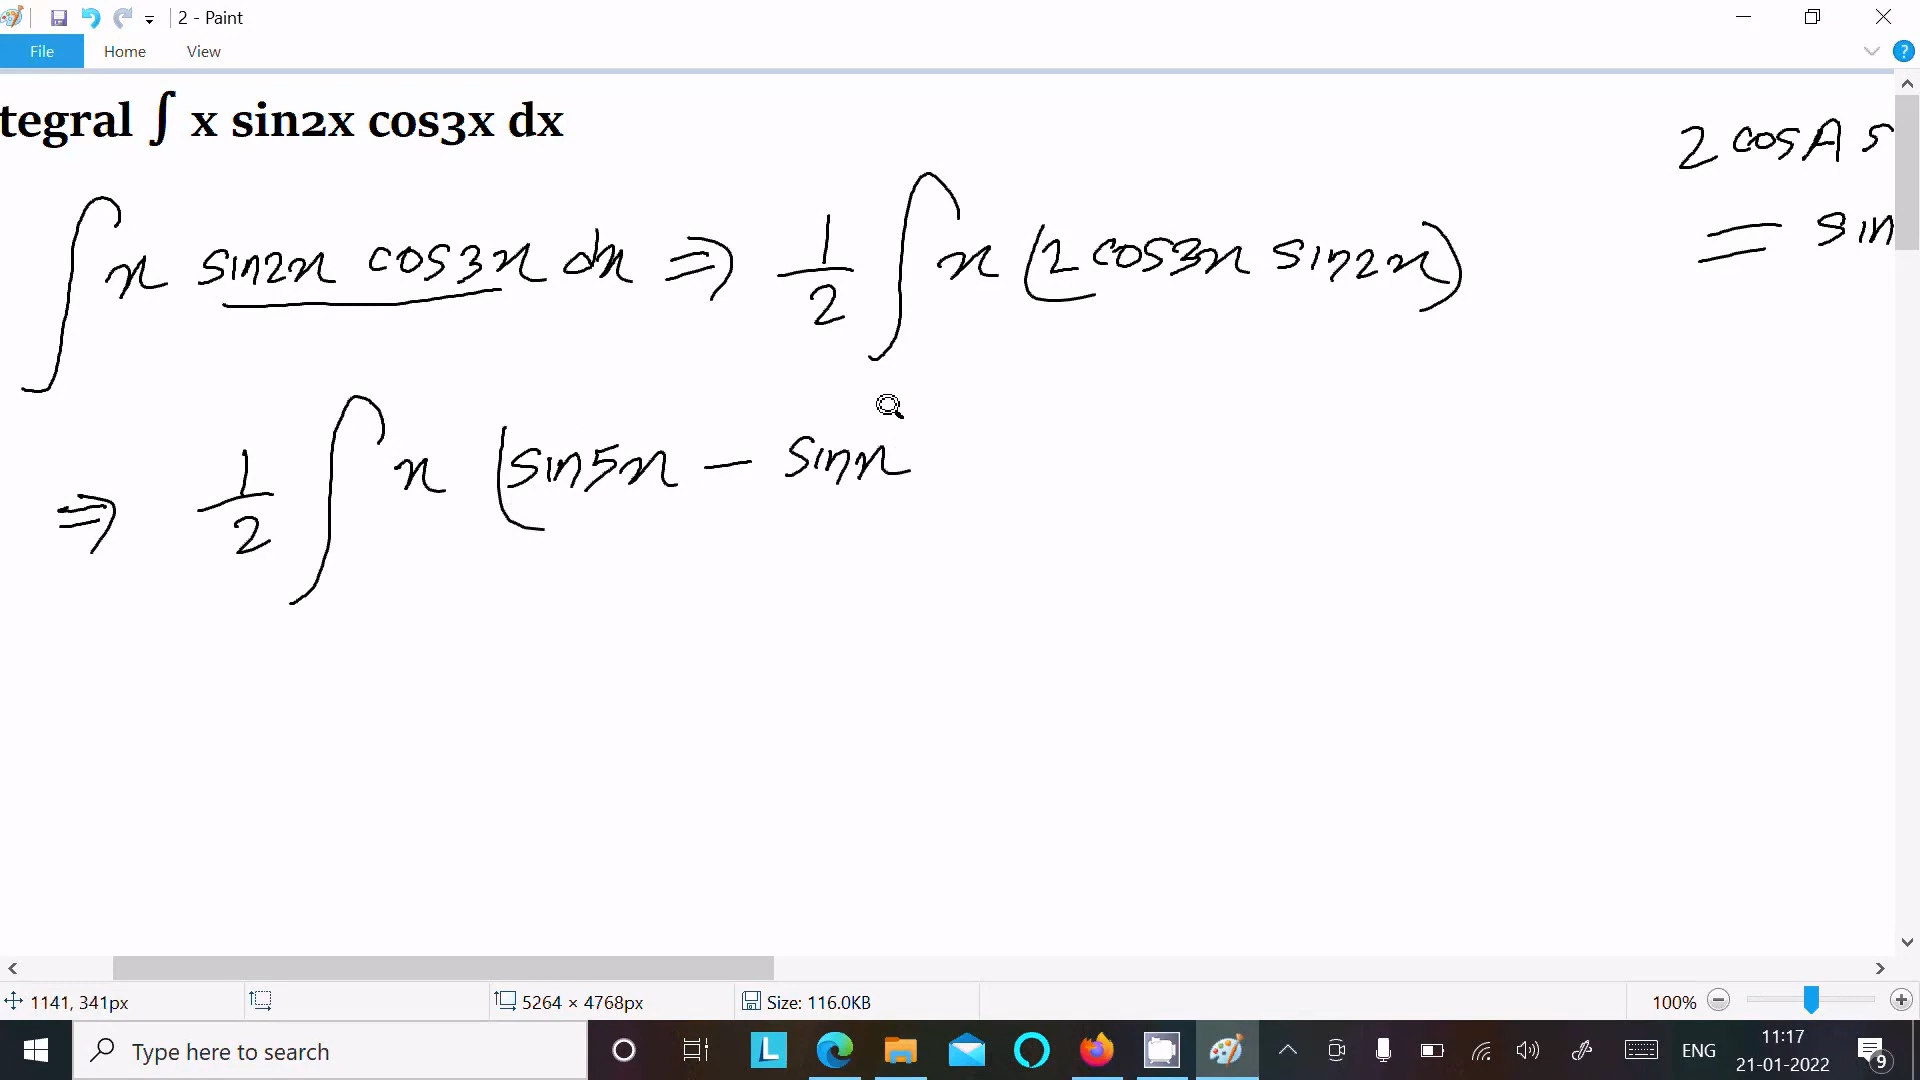 2 - Paint
File Home View
tegral ∫ x sin2x cos3x dx
2 cosA s
= sin
∫ x sin2x cos3x dx ⇒ 1/2 ∫ x (2 cos3x sin2x)
⇒ 1/2 ∫ x (sin5x - sinx
1141, 341px 5264 × 4768px Size: 116.0KB 100%
Type here to search
ENG
11:17
21-01-2022
9